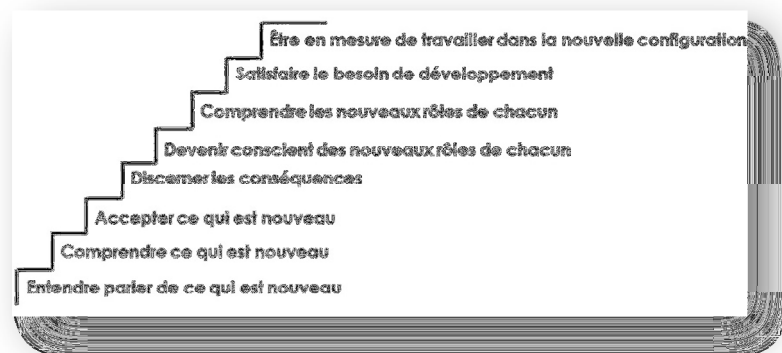 Être en mesure de travailler dans la nouvelle configuration
Satisfaire le besoin de développement
Comprendre les nouveaux rôles de chacun
Devenir conscient des nouveaux rôles de chacun
Discerner les conséquences
Accepter ce qui est nouveau
Comprendre ce qui est nouveau
Entendre parler de ce qui est nouveau